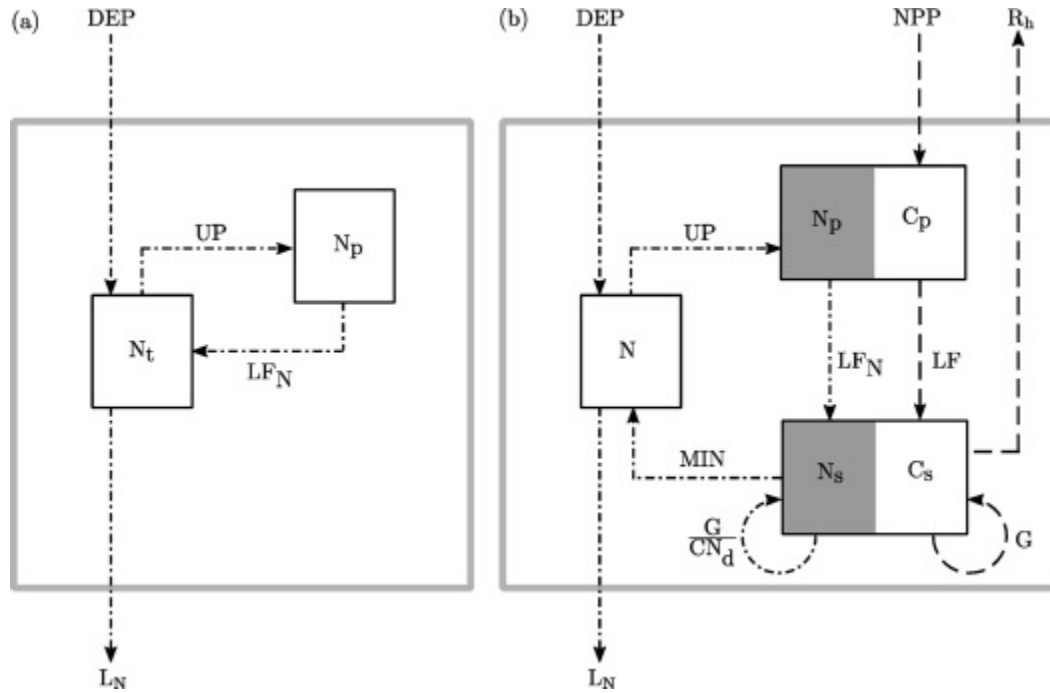 (a) DEP
UP
Np
Nt
LFN
LN
(b) DEP NPP Rh
UP
Np Cp
N
LFN LF
MIN
Ns Cs
G
CNd
G
LN